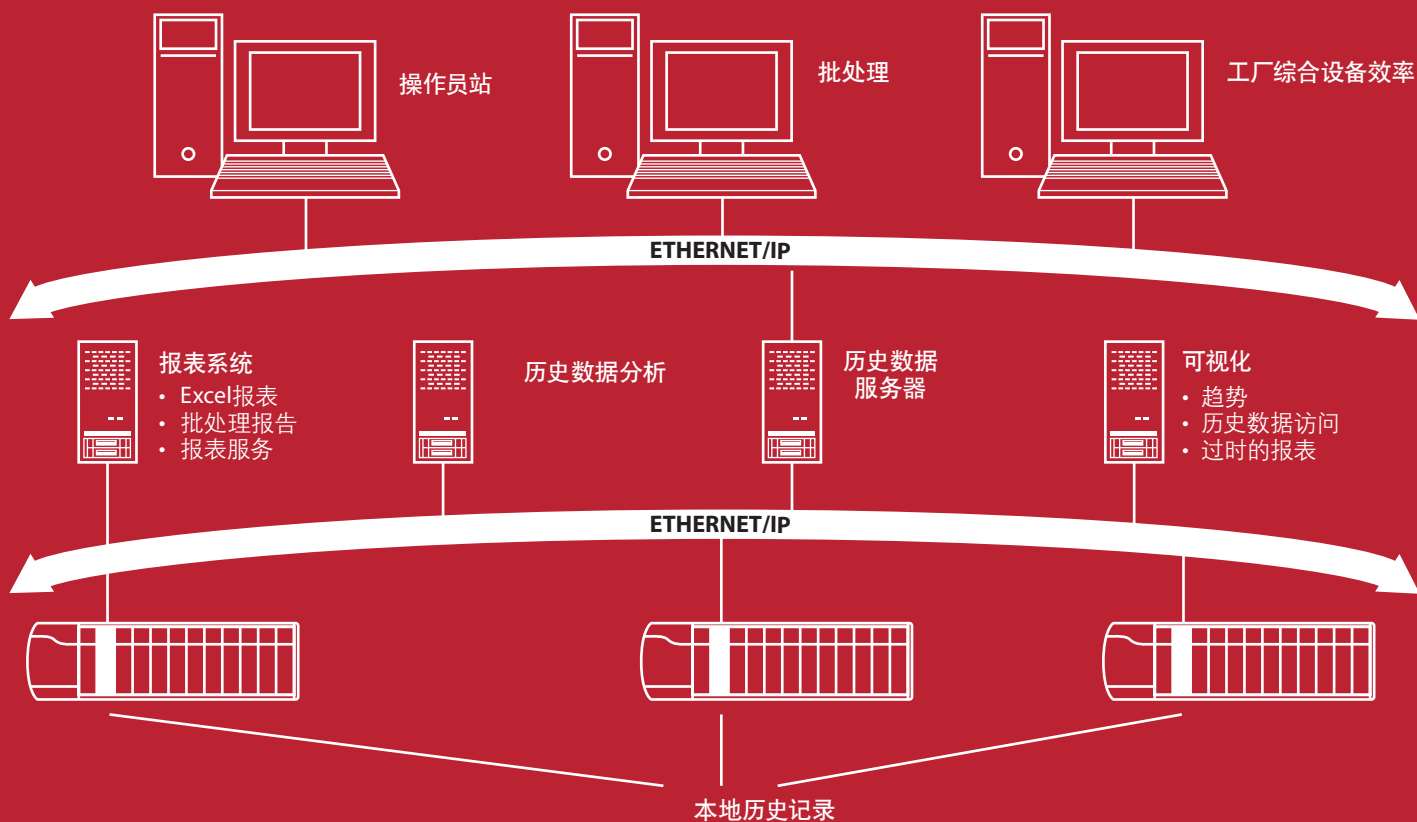 操作员站
批处理
工厂综合设备效率
ETHERNET/IP
报表系统
• Excel报表
• 批处理报告
• 报表服务
历史数据分析
历史数据
服务器
可视化
• 趋势
• 历史数据访问
• 过时的报表
ETHERNET/IP
本地历史记录